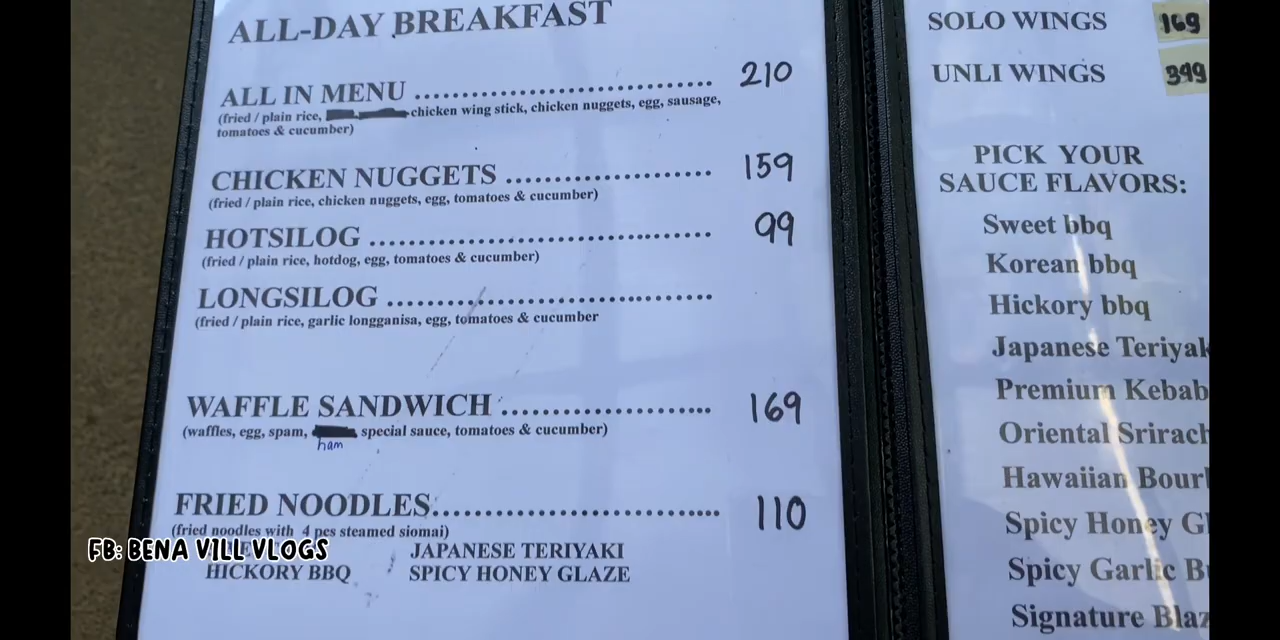 ALL-DAY BREAKFAST
ALL IN MENU ........................................ 210
(fried / plain rice, chicken wing stick, chicken nuggets, egg, sausage,
tomatoes & cucumber)
CHICKEN NUGGETS ........................... 159
(fried / plain rice, chicken nuggets, egg, tomatoes & cucumber)
HOTSILOG ............................................ 99
(fried / plain rice, hotdog, egg, tomatoes & cucumber)
LONGSILOG ..........................................
(fried / plain rice, garlic longganisa, egg, tomatoes & cucumber
WAFFLE SANDWICH ........................... 169
(waffles, egg, spam, special sauce, tomatoes & cucumber)
ham
FRIED NOODLES..................................... 110
(fried noodles with 4 pcs steamed siomai)
JAPANESE TERIYAKI
HICKORY BBQ SPICY HONEY GLAZE
FB: BENA VILL VLOGS
SOLO WINGS 169
UNLI WINGS 349
PICK YOUR
SAUCE FLAVORS:
Sweet bbq
Korean bbq
Hickory bbq
Japanese Teriyak
Premium Kebab
Oriental Srirach
Hawaiian Bour
Spicy Honey G
Spicy Garlic B
Signature Blaz